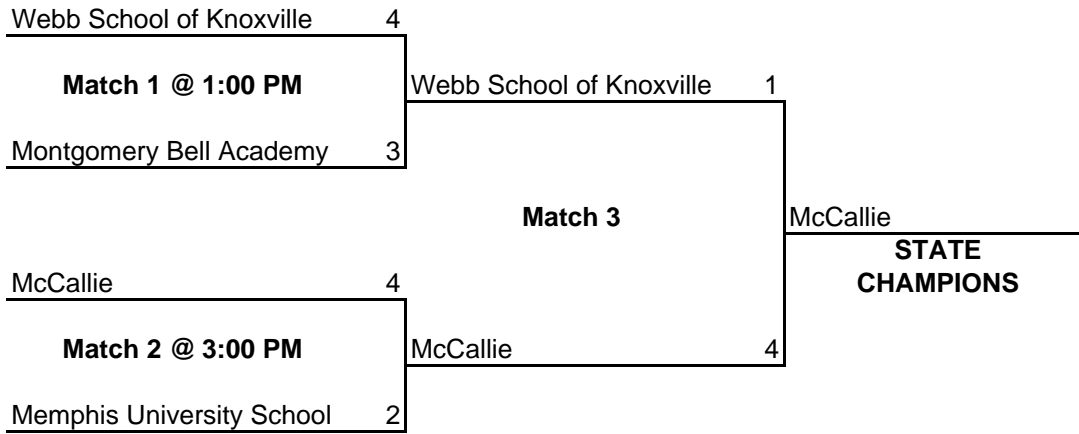 Webb School of Knoxville 4
Match 1 @ 1:00 PM
Webb School of Knoxville 1
Montgomery Bell Academy 3
Match 3
McCallie
STATE
CHAMPIONS
McCallie 4
Match 2 @ 3:00 PM
McCallie 4
Memphis University School 2